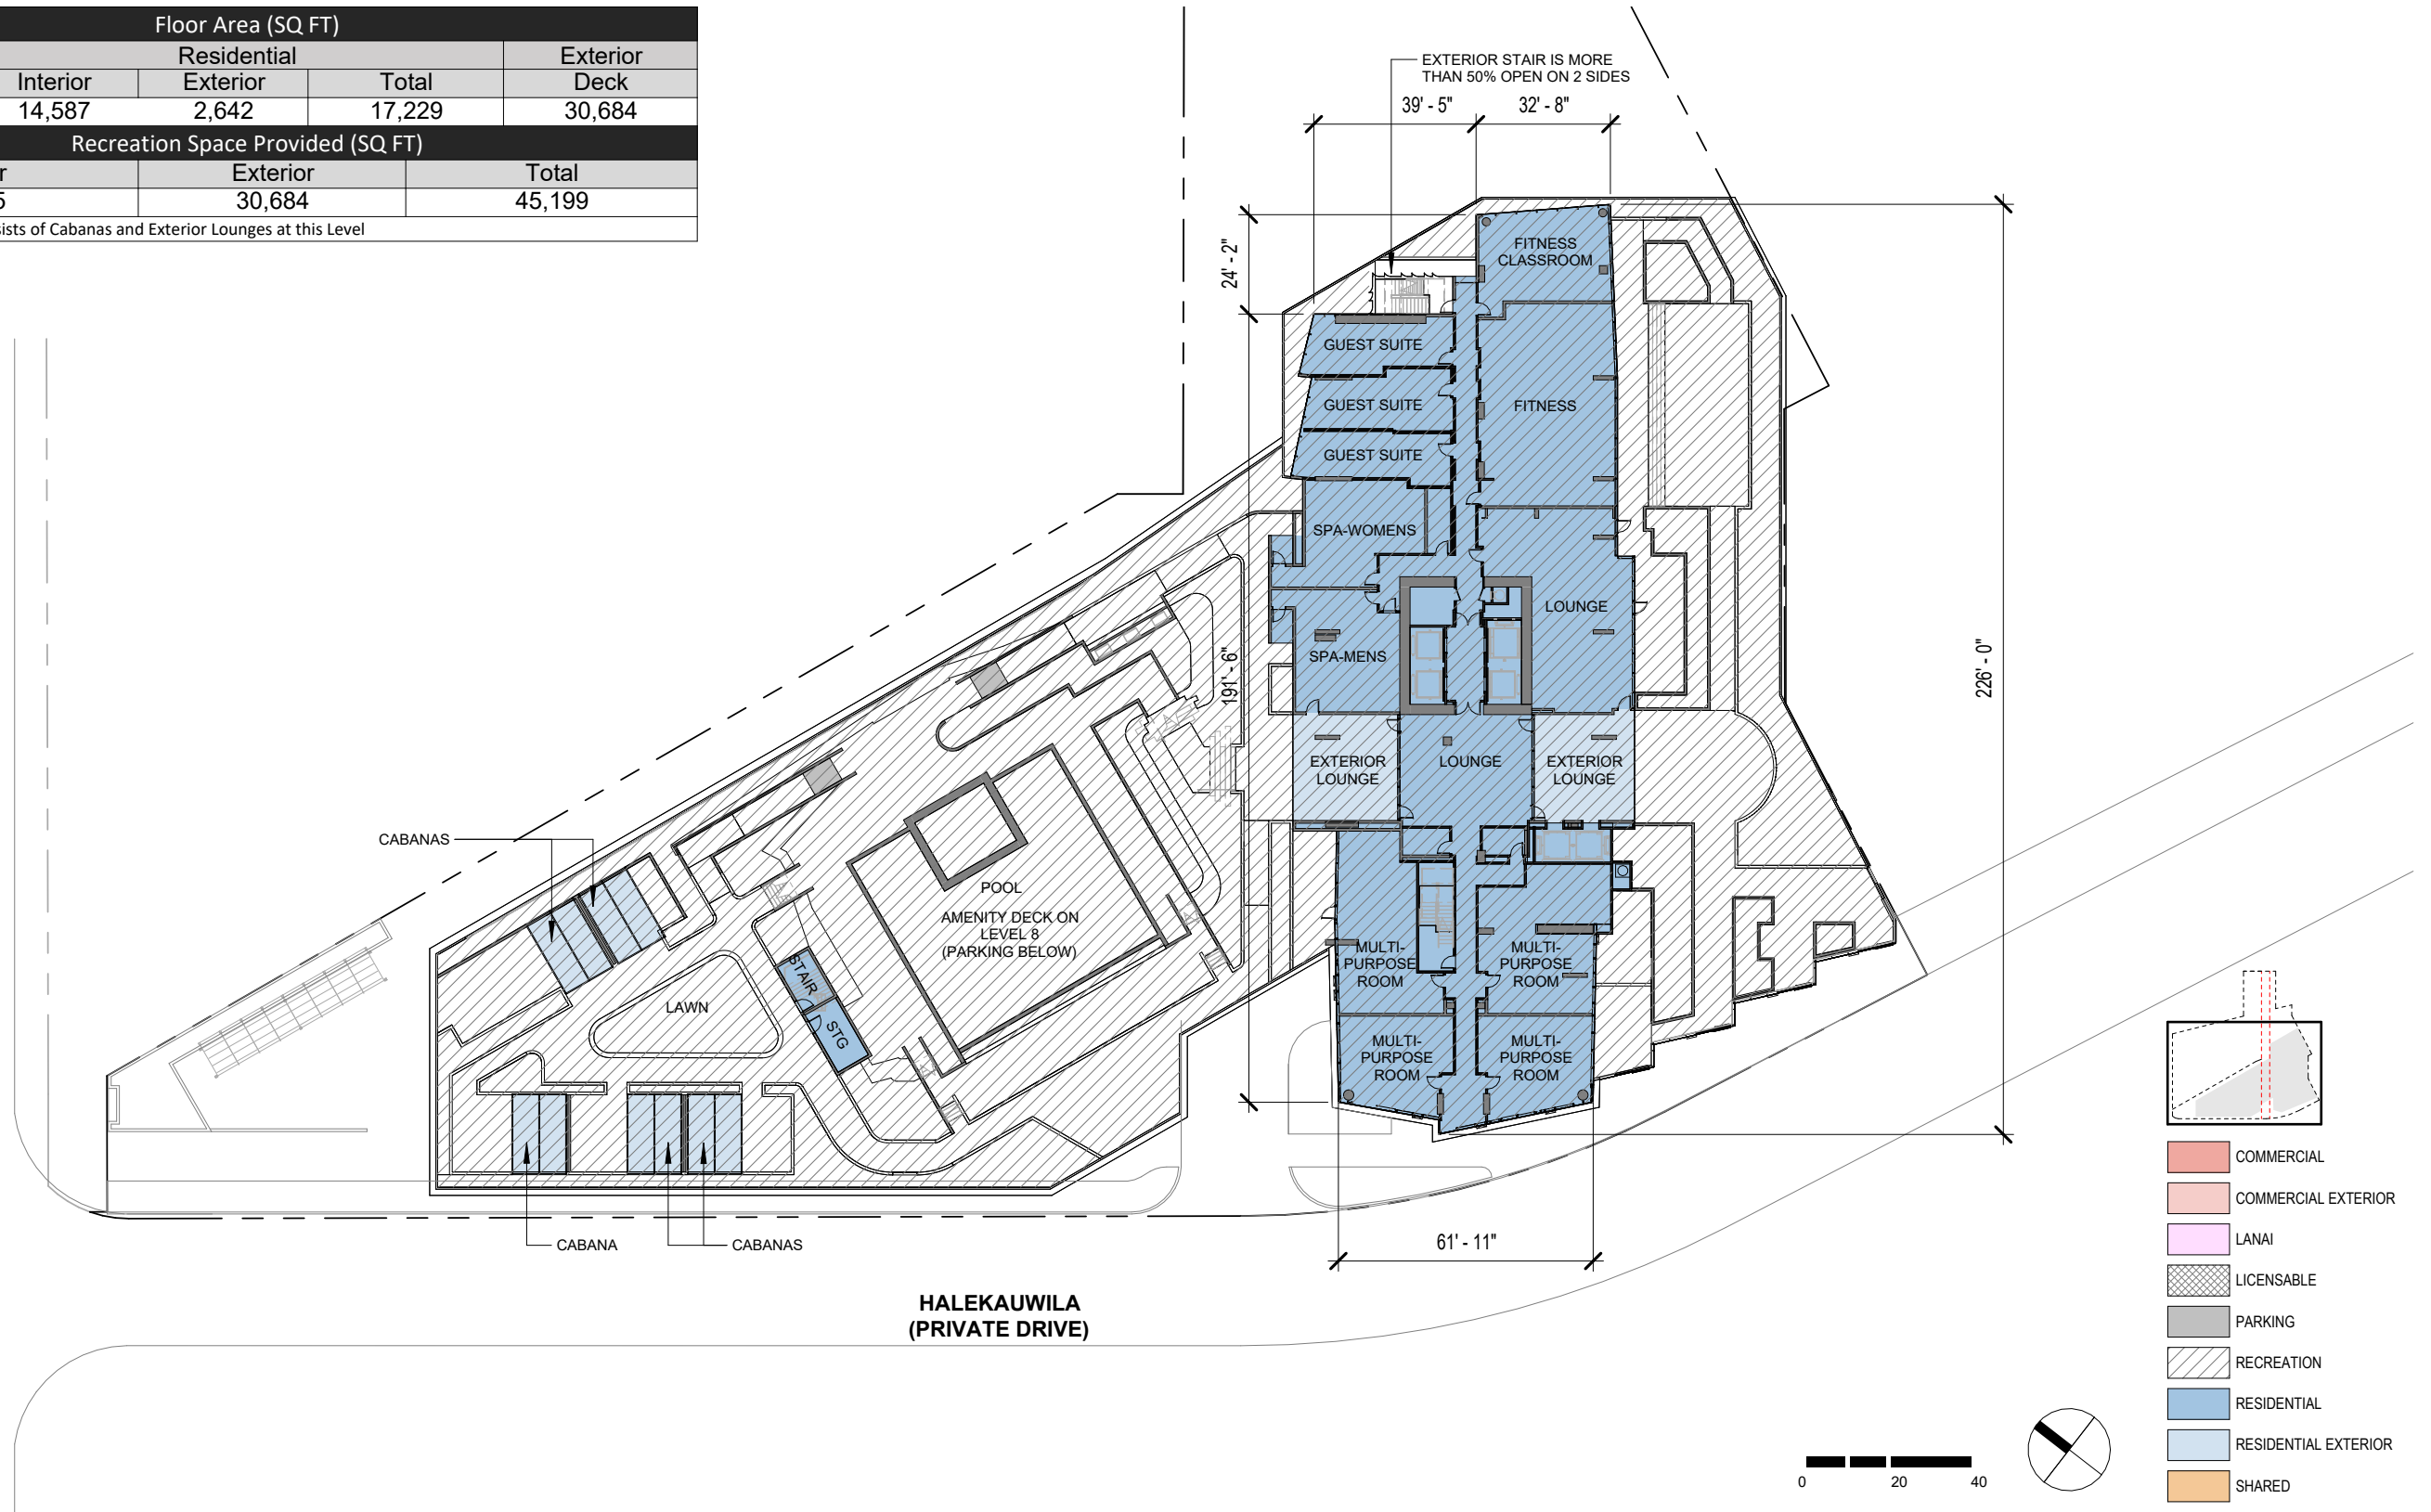 Floor Area (SQ FT)
Residential Exterior
Interior Exterior Total Deck
14,587 2,642 17,229 30,684
Recreation Space Provided (SQ FT)
Exterior Total
30,684 45,199
of Cabanas and Exterior Lounges at this Level
EXTERIOR STAIR IS MORE
THAN 50% OPEN ON 2 SIDES
39' - 5" 32' - 8"
24' - 2"
FITNESS
CLASSROOM
GUEST SUITE
GUEST SUITE
FITNESS
GUEST SUITE
SPA-WOMENS
LOUNGE
SPA-MENS
191' - 6"
226' - 0"
EXTERIOR
LOUNGE
LOUNGE
EXTERIOR
LOUNGE
CABANAS
POOL
AMENITY DECK ON
LEVEL 8
(PARKING BELOW)
STAIR
STG
LAWN
MULTI-
PURPOSE
ROOM
MULTI-
PURPOSE
ROOM
MULTI-
PURPOSE
ROOM
MULTI-
PURPOSE
ROOM
CABANA
CABANAS
61' - 11"
HALEKAUWILA
(PRIVATE DRIVE)
COMMERCIAL
COMMERCIAL EXTERIOR
LANAI
LICENSABLE
PARKING
RECREATION
RESIDENTIAL
RESIDENTIAL EXTERIOR
SHARED
0 20 40